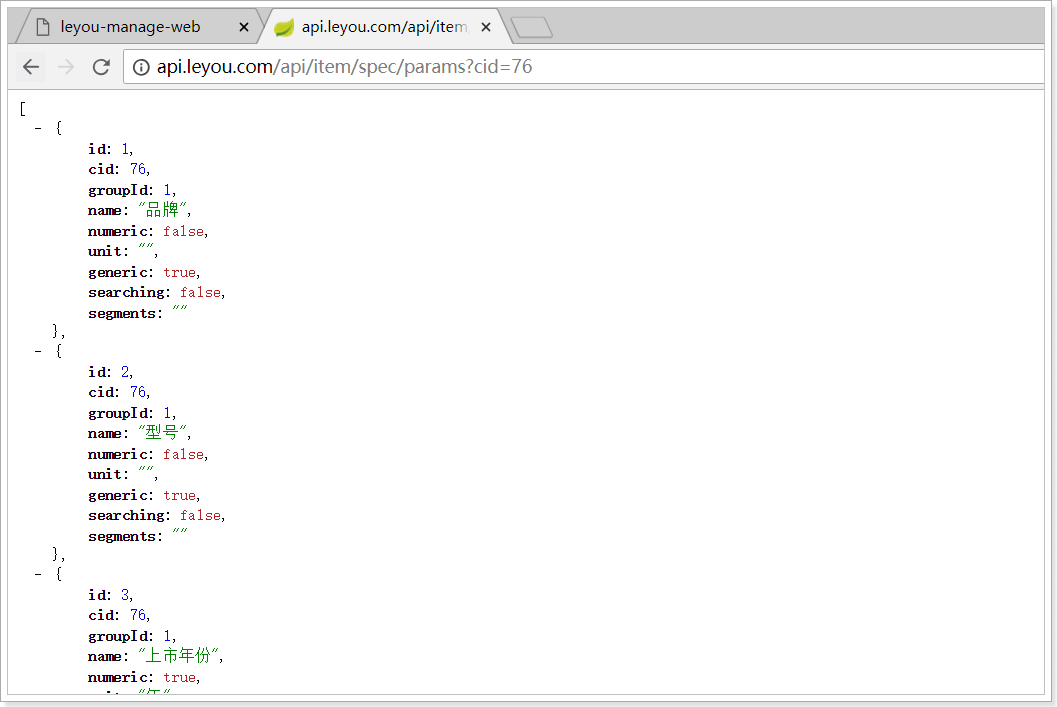 leyou-manage-web
api.leyou.com/api/item
api.leyou.com/api/item/spec/params?cid=76
[
- {
id: 1,
cid: 76,
groupId: 1,
name: "品牌",
numeric: false,
unit: "",
generic: true,
searching: false,
segments: ""
},
- {
id: 2,
cid: 76,
groupId: 1,
name: "型号",
numeric: false,
unit: "",
generic: true,
searching: false,
segments: ""
},
- {
id: 3,
cid: 76,
groupId: 1,
name: "上市年份",
numeric: true,